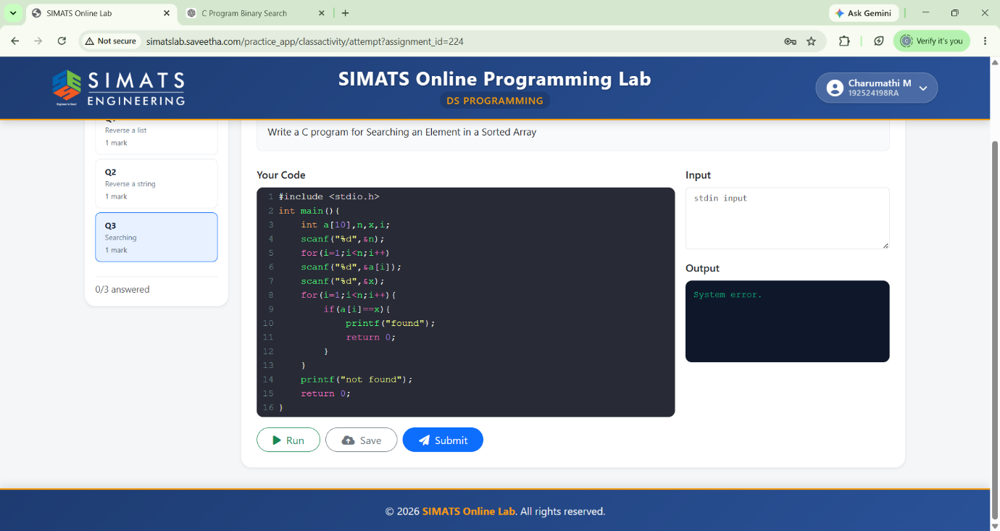 SIMATS Online Lab
C Program Binary Search
Ask Gemini
Not secure
simatslab.saveetha.com/practice_app/classactivity/attempt?assignment_id=224
Verify it's you
SIMATS
ENGINEERING
Engineer to Excel
SIMATS Online Programming Lab
DS PROGRAMMING
Charumathi M
192524198RA
Reverse a list
1 mark
Q2
Reverse a string
1 mark
Q3
Searching
1 mark
0/3 answered
Write a C program for Searching an Element in a Sorted Array
Your Code
1 #include <stdio.h>
2 int main(){
3 int a[10],n,x,i;
4 scanf("%d",&n);
5 for(i=1;i<n;i++)
6 scanf("%d",&a[i]);
7 scanf("%d",&x);
8 for(i=1;i<n;i++){
9 if(a[i]==x){
10 printf("found");
11 return 0;
12 }
13 }
14 printf("not found");
15 return 0;
16 }
Input
stdin input
Output
System error.
Run
Save
Submit
© 2026 SIMATS Online Lab. All rights reserved.